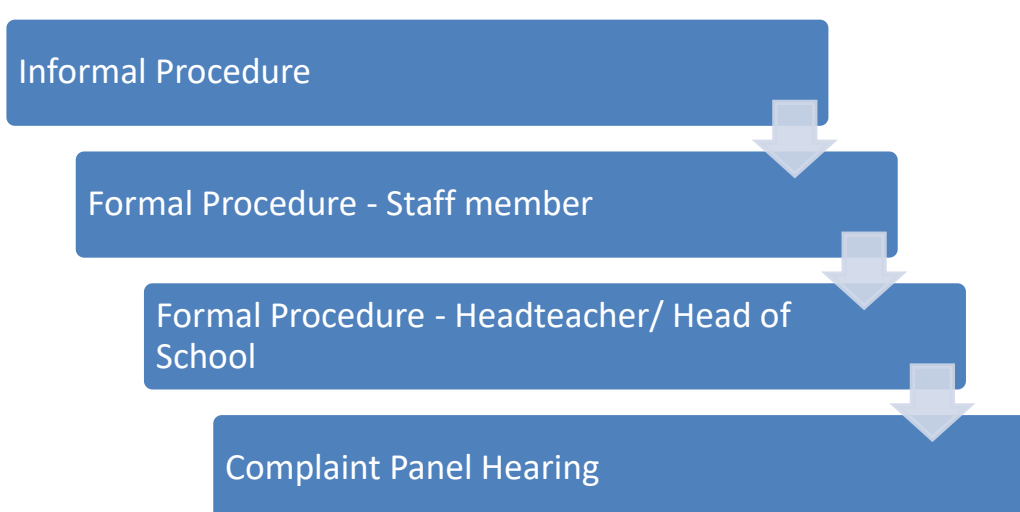 Informal Procedure
Formal Procedure - Staff member
Formal Procedure - Headteacher/ Head of
School
Complaint Panel Hearing